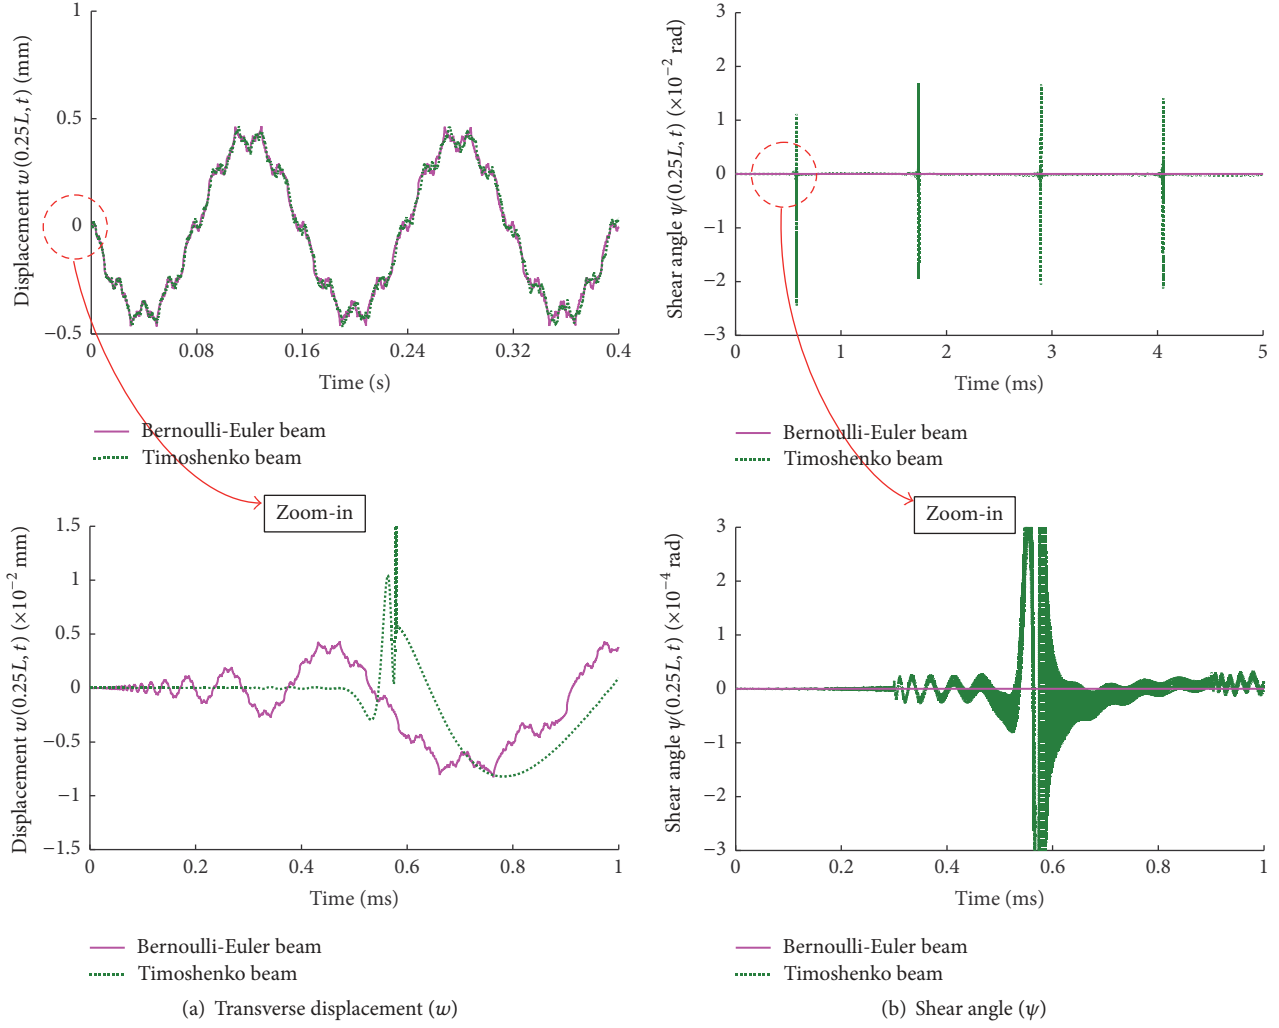 Displacement w(0.25L, t) (mm)
1
0.5
0
−0.5
0
0.08
0.16
0.24
0.32
0.4
Time (s)
Bernoulli-Euler beam
Timoshenko beam
Shear angle ψ(0.25L, t) (×10⁻² rad)
3
2
1
0
−1
−2
−3
0
1
2
3
4
5
Time (ms)
Bernoulli-Euler beam
Timoshenko beam
Zoom-in
Displacement w(0.25L, t) (×10⁻² mm)
1.5
1
0.5
0
−0.5
−1
−1.5
0
0.2
0.4
0.6
0.8
1
Time (ms)
Bernoulli-Euler beam
Timoshenko beam
(a) Transverse displacement (w)
Zoom-in
Shear angle ψ(0.25L, t) (×10⁻⁴ rad)
3
2
1
0
−1
−2
−3
0
0.2
0.4
0.6
0.8
1
Time (ms)
Bernoulli-Euler beam
Timoshenko beam
(b) Shear angle (ψ)